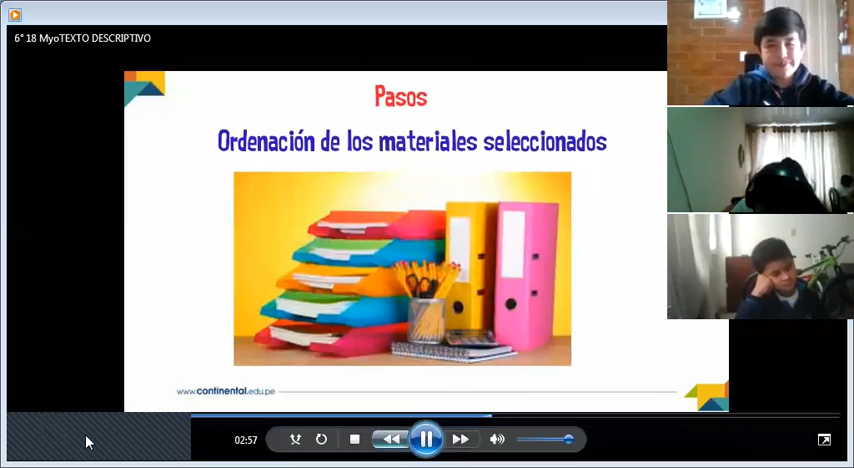 6° 18 MyoTEXTO DESCRIPTIVO
Pasos
Ordenación de los materiales seleccionados
www.continental.edu.pe
02:57